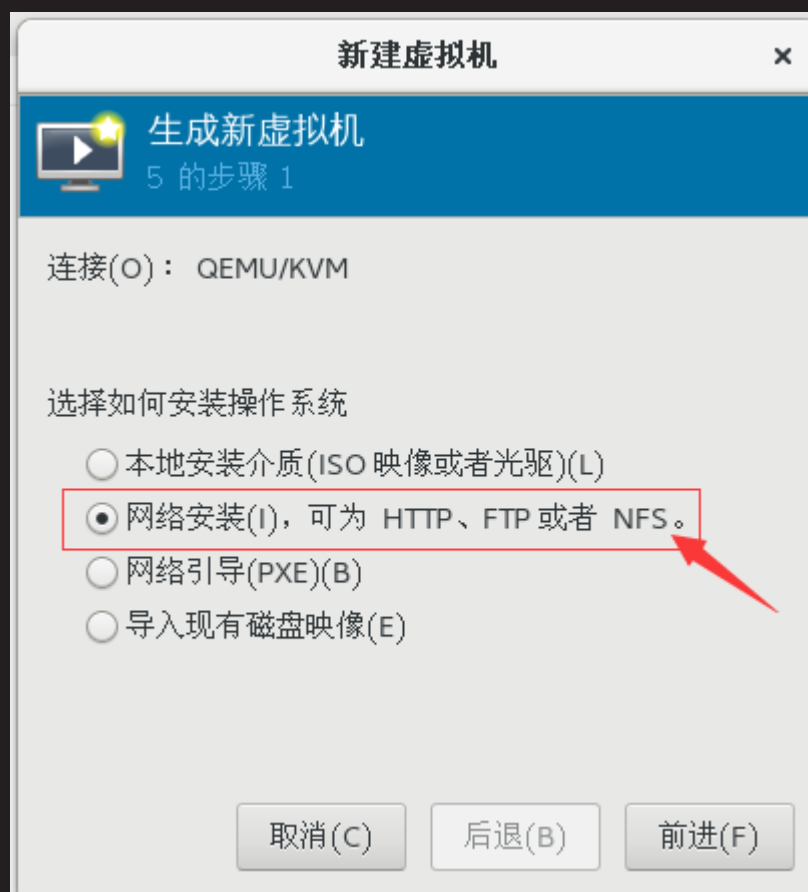 新建虚拟机 ×
生成新虚拟机
5 的步骤 1
连接(O)： QEMU/KVM
选择如何安装操作系统
本地安装介质(ISO 映像或者光驱)(L)
网络安装(I)，可为 HTTP、FTP 或者 NFS。
网络引导(PXE)(B)
导入现有磁盘映像(E)
取消(C) 后退(B) 前进(F)